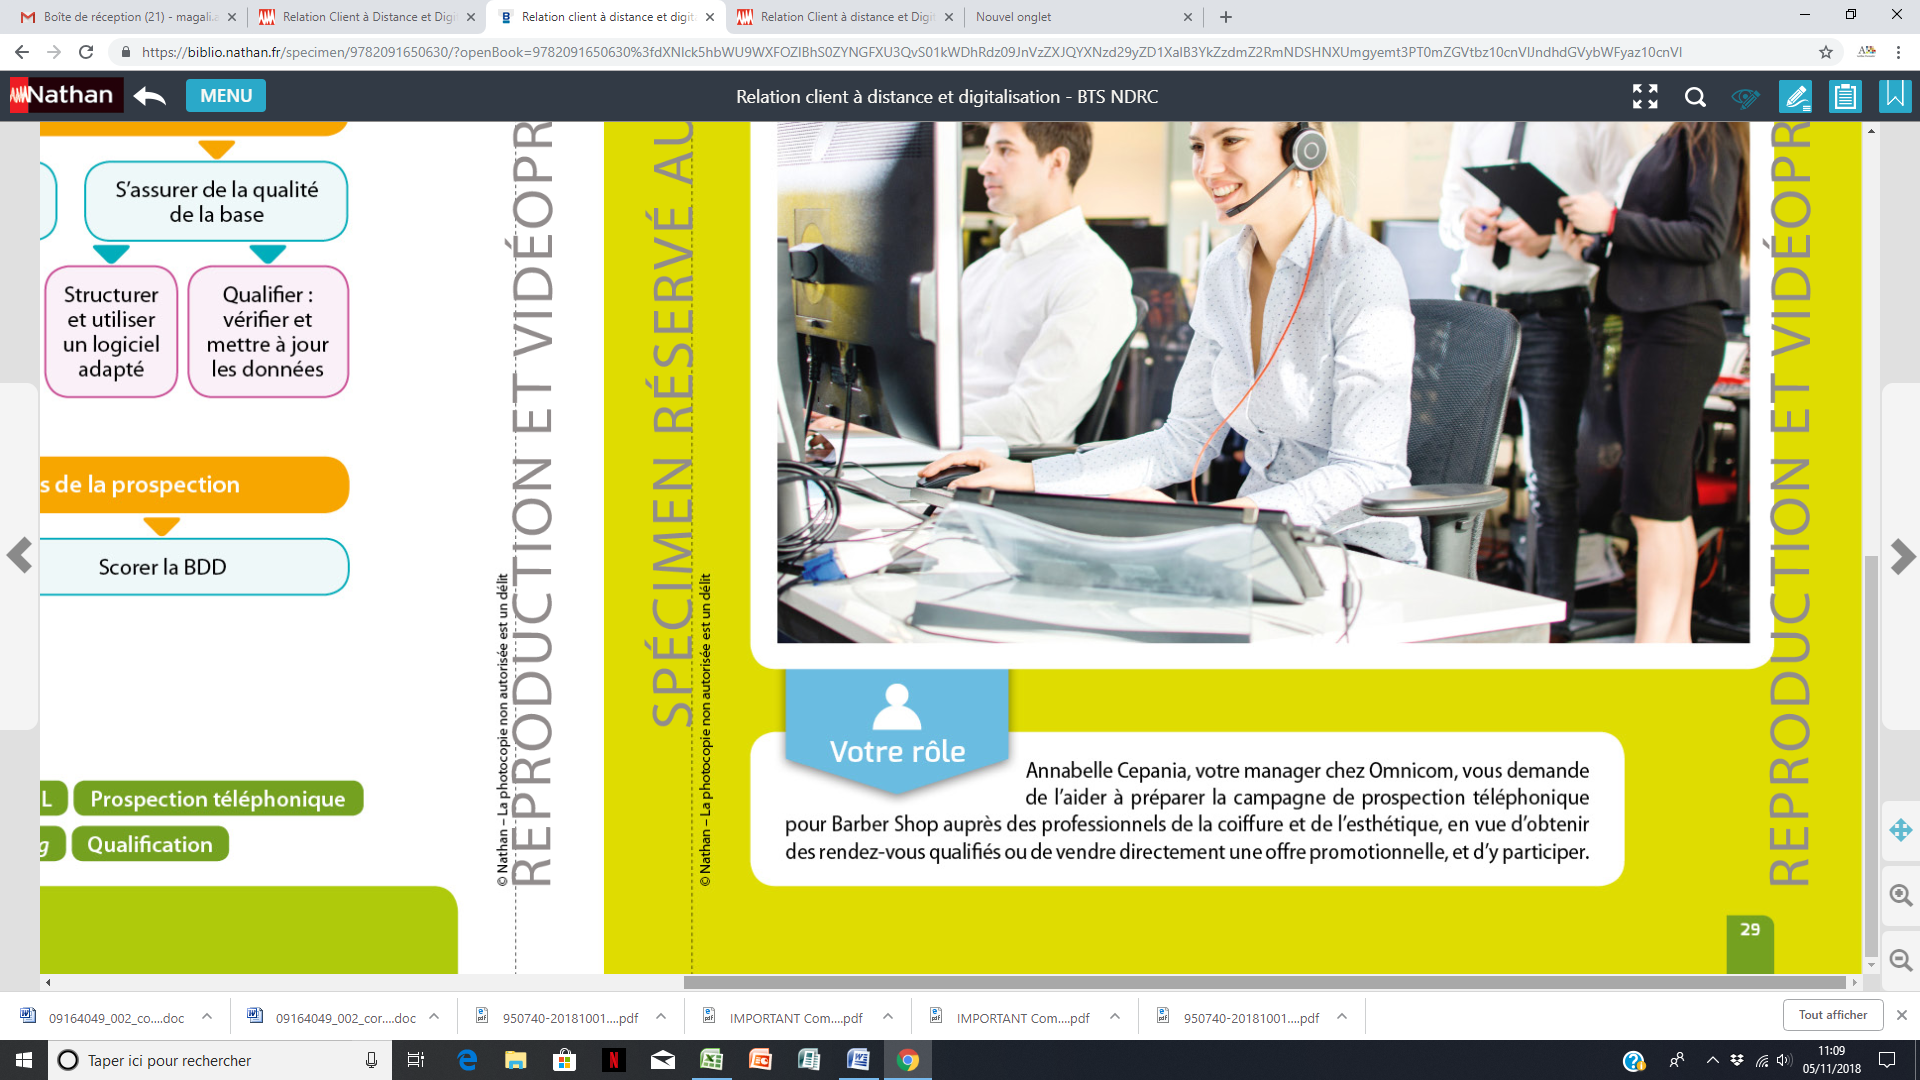 Boîte de réception (21) - magali.a
Relation Client à Distance et Digi
Relation client à distance et digit
Relation Client à distance et Digi
Nouvel onglet
https://biblio.nathan.fr/specimen/9782091650630/?openBook=9782091650630%3fdXNlck5hbWU9WXFOZlBhS0ZYNGFXU3QvS01kWDhRdz09JnVzZXJQYXNzd29yZD1XalB3YkZzdmZ2RmNDSHNXUmgyemt3PT0mZGVtbz10cnVlJndhdGVybWFyaz10cnVl
Nathan
MENU
Relation client à distance et digitalisation - BTS NDRC
S'assurer de la qualité
de la base
Structurer
et utiliser
un logiciel
adapté
Qualifier :
vérifier et
mettre à jour
les données
s de la prospection
Scorer la BDD
L
Prospection téléphonique
g
Qualification
© Nathan – La photocopie non autorisée est un délit
REPRODUCTION ET VIDÉOPR
SPÉCIMEN RÉSERVÉ AU
© Nathan – La photocopie non autorisée est un délit
REPRODUCTION ET VIDÉOPR
Votre rôle
Annabelle Cepania, votre manager chez Omnicom, vous demande
de l'aider à préparer la campagne de prospection téléphonique
pour Barber Shop auprès des professionnels de la coiffure et de l'esthétique, en vue d'obtenir
des rendez-vous qualifiés ou de vendre directement une offre promotionnelle, et d'y participer.
29
09164049_002_co....doc
09164049_002_cor....doc
950740-20181001....pdf
IMPORTANT Com....pdf
IMPORTANT Com....pdf
950740-20181001....pdf
Tout afficher
Taper ici pour rechercher
11:09
05/11/2018